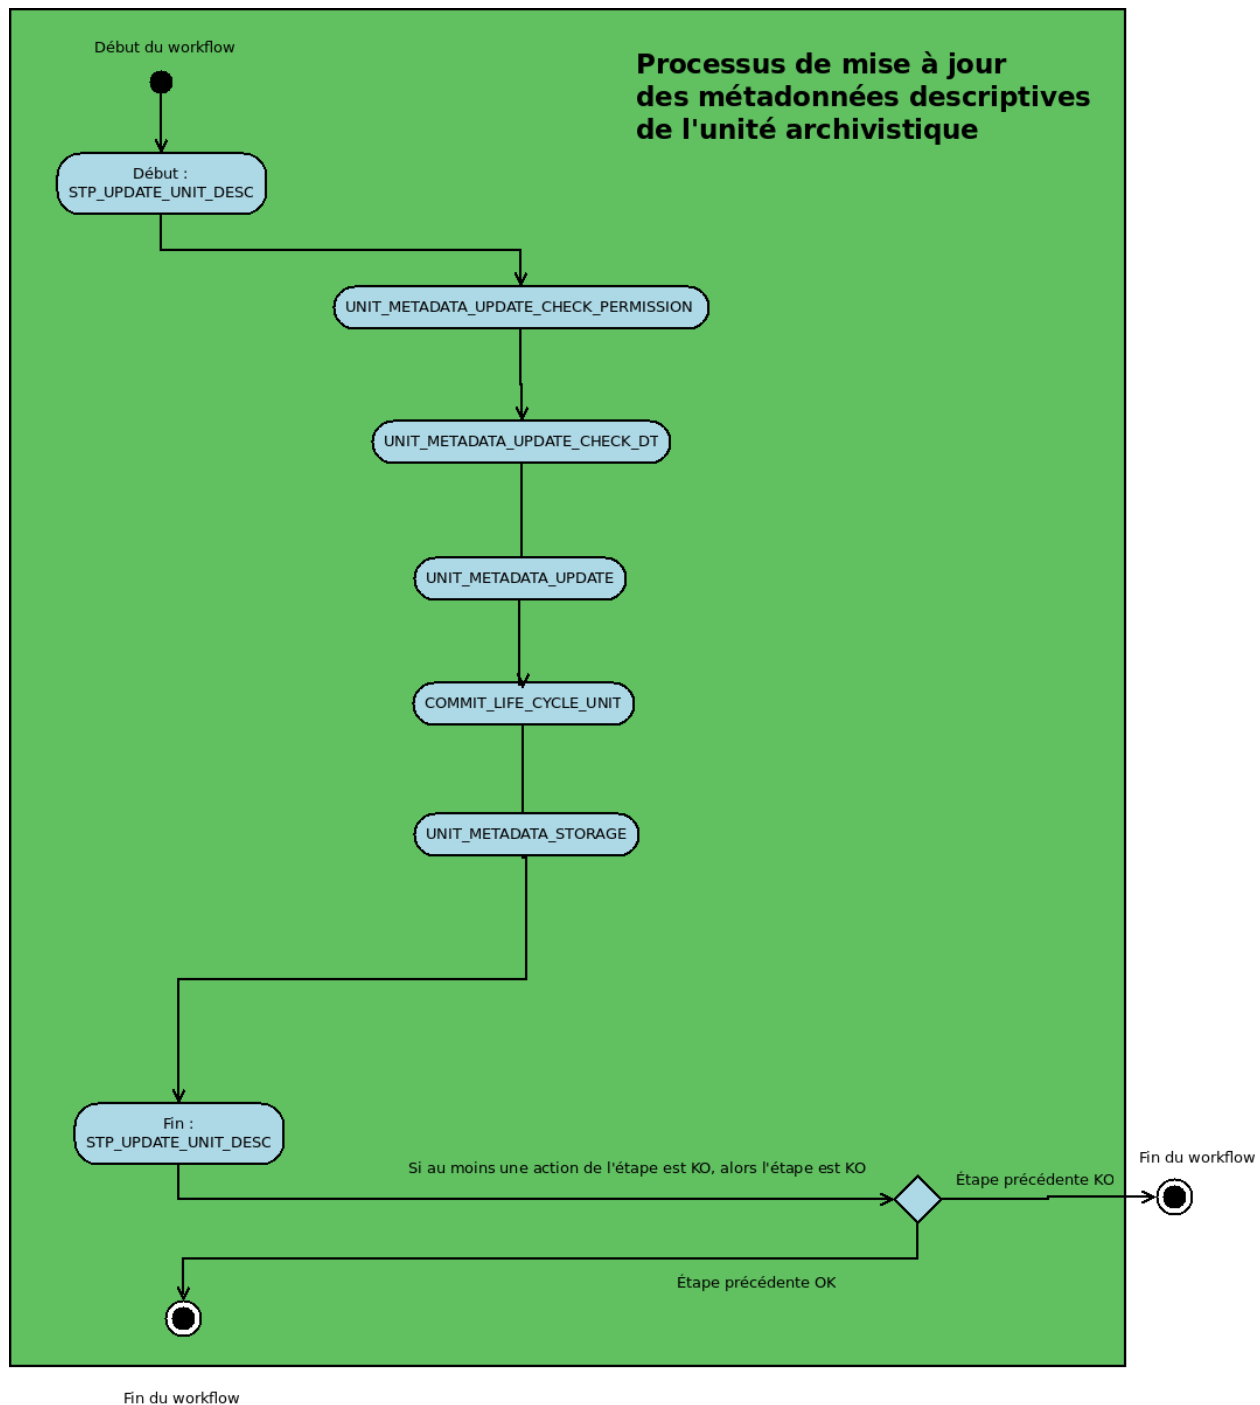 Début du workflow
Processus de mise à jour
des métadonnées descriptives
de l'unité archivistique
Début :
STP_UPDATE_UNIT_DESC
UNIT_METADATA_UPDATE_CHECK_PERMISSION
UNIT_METADATA_UPDATE_CHECK_DT
UNIT_METADATA_UPDATE
COMMIT_LIFE_CYCLE_UNIT
UNIT_METADATA_STORAGE
Fin :
STP_UPDATE_UNIT_DESC
Si au moins une action de l'étape est KO, alors l'étape est KO
Étape précédente KO
Fin du workflow
Étape précédente OK
Fin du workflow